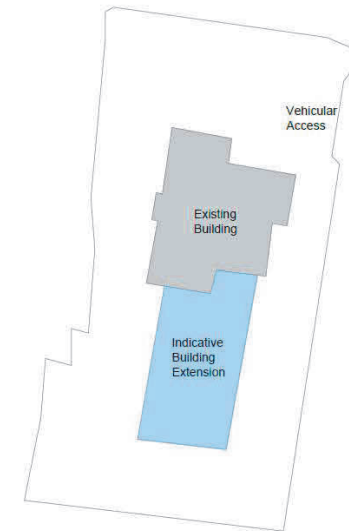 Vehicular
Access
Existing
Building
Indicative
Building
Extension